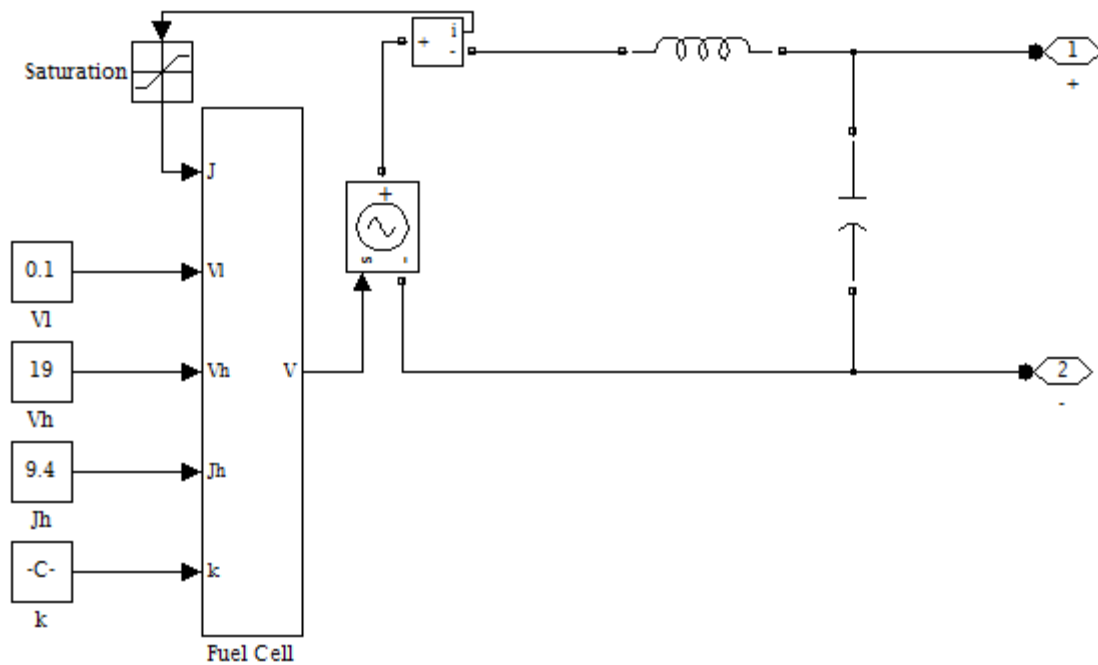 i
+
-
1
+
Saturation
J
+
s
-
0.1
Vl
Vl
19
Vh
Vh
V
2
-
9.4
Jh
Jh
-C-
k
k
Fuel Cell